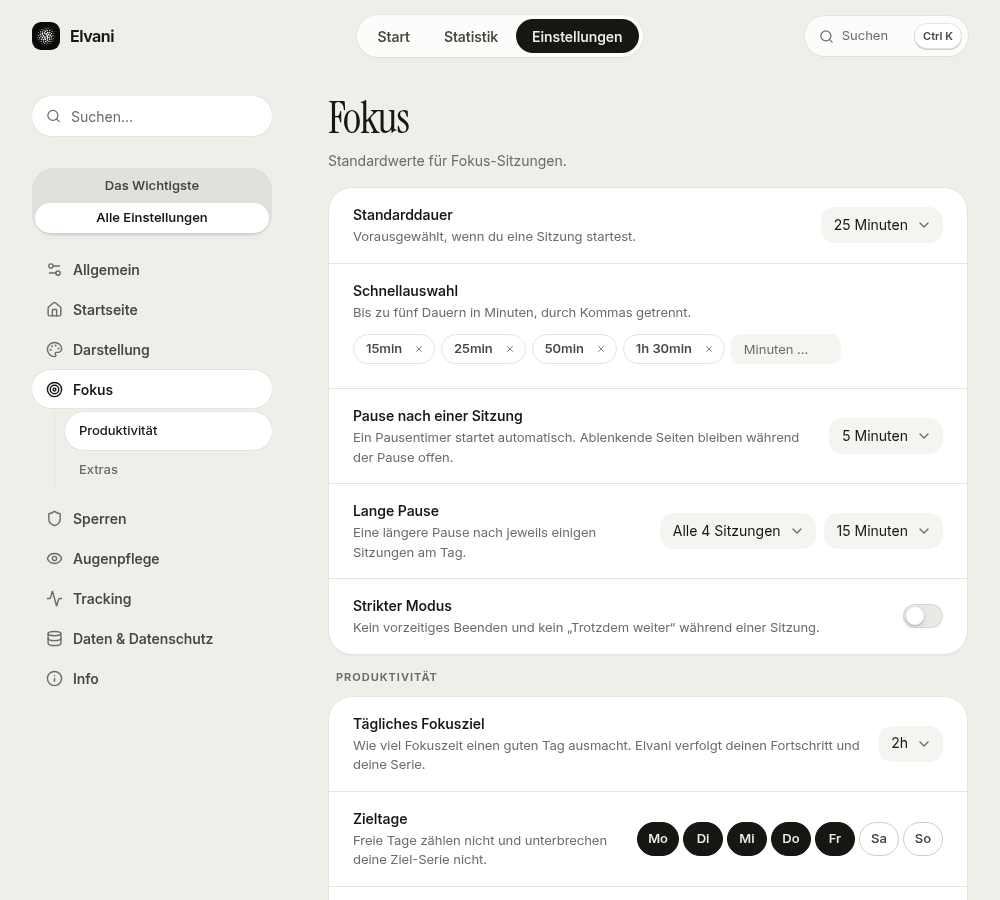 Elvani
Start
Statistik
Einstellungen
Suchen
Ctrl K
Suchen...
Das Wichtigste
Alle Einstellungen
Allgemein
Startseite
Darstellung
Fokus
Produktivität
Extras
Sperren
Augenpflege
Tracking
Daten & Datenschutz
Info
Fokus
Standardwerte für Fokus-Sitzungen.
Standarddauer
Vorausgewählt, wenn du eine Sitzung startest.
25 Minuten
Schnellauswahl
Bis zu fünf Dauern in Minuten, durch Kommas getrennt.
15min ×
25min ×
50min ×
1h 30min ×
Minuten ...
Pause nach einer Sitzung
Ein Pausentimer startet automatisch. Ablenkende Seiten bleiben während
der Pause offen.
5 Minuten
Lange Pause
Eine längere Pause nach jeweils einigen
Sitzungen am Tag.
Alle 4 Sitzungen
15 Minuten
Strikter Modus
Kein vorzeitiges Beenden und kein „Trotzdem weiter“ während einer Sitzung.
PRODUKTIVITÄT
Tägliches Fokusziel
Wie viel Fokuszeit einen guten Tag ausmacht. Elvani verfolgt deinen Fortschritt und
deine Serie.
2h
Zieltage
Freie Tage zählen nicht und unterbrechen
deine Ziel-Serie nicht.
Mo
Di
Mi
Do
Fr
Sa
So